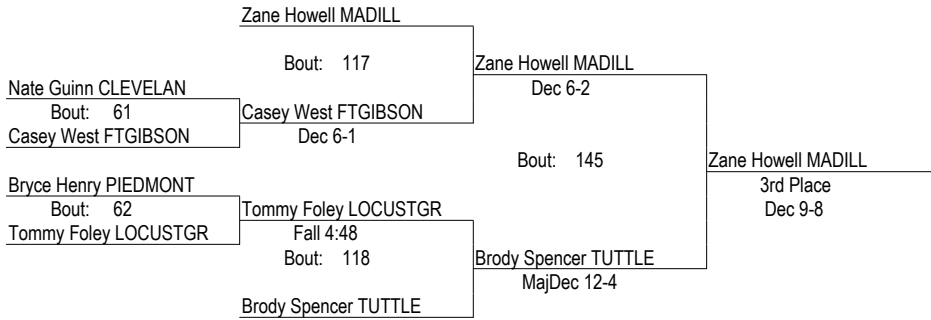 Zane Howell MADILL
Bout: 117
Zane Howell MADILL
Dec 6-2
Nate Guinn CLEVELAN
Bout: 61
Casey West FTGIBSON
Casey West FTGIBSON
Dec 6-1
Bout: 145
Zane Howell MADILL
3rd Place
Dec 9-8
Bryce Henry PIEDMONT
Bout: 62
Tommy Foley LOCUSTGR
Tommy Foley LOCUSTGR
Fall 4:48
Bout: 118
Brody Spencer TUTTLE
MajDec 12-4
Brody Spencer TUTTLE